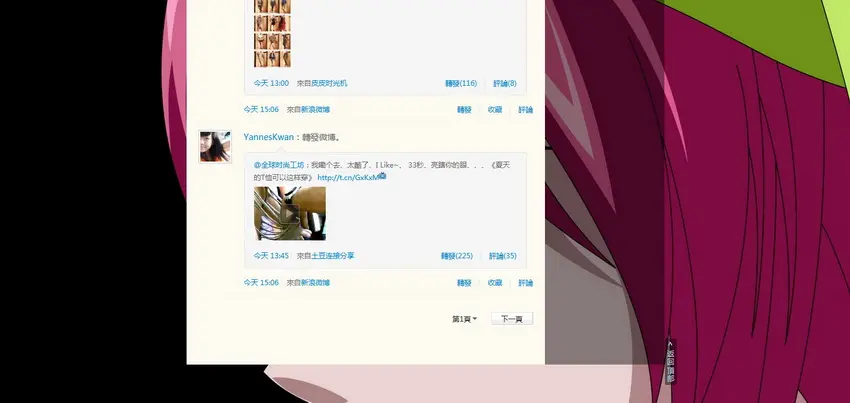 今天 13:00 來自皮皮时光机 轉發(116) 評論(8)
今天 15:06 來自新浪微博 轉發 收藏 評論
YannesKwan：轉發微博。
@全球时尚工坊：我嘞个去、太酷了、I Like~、 33秒、亮瞎你的眼、、、《夏天
的T恤可以这样穿》 http://t.cn/GxKxM
今天 13:45 來自土豆连接分享 轉發(225) 評論(35)
今天 15:06 來自新浪微博 轉發 收藏 評論
第1頁 下一頁
返回頂部